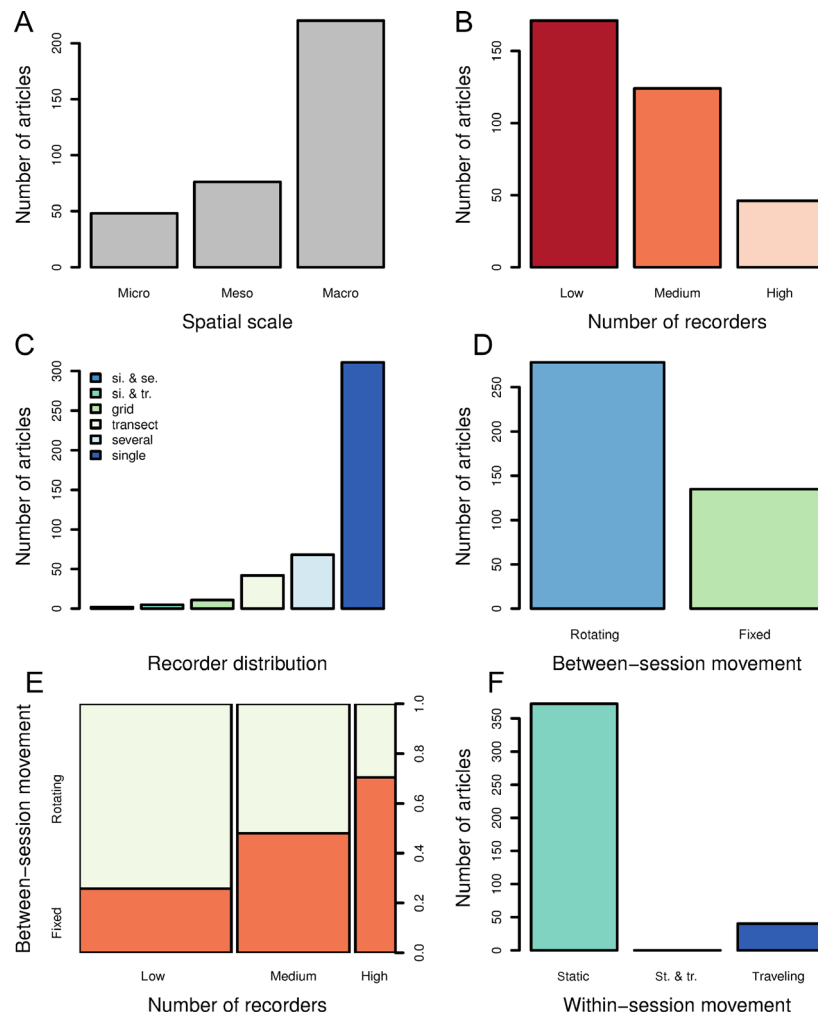 A
Number of articles
200
150
100
50
0
Micro Meso Macro
Spatial scale
B
Number of articles
150
100
50
0
Low Medium High
Number of recorders
C
Number of articles
300
250
200
150
100
50
0
si. & se.
si. & tr.
grid
transect
several
single
Recorder distribution
D
Number of articles
250
200
150
100
50
0
Rotating Fixed
Between−session movement
E
Between−session movement
Rotating
Fixed
1.0
0.8
0.6
0.4
0.2
0.0
Low Medium High
Number of recorders
F
Number of articles
350
300
250
200
150
100
50
0
Static St. & tr. Traveling
Within−session movement